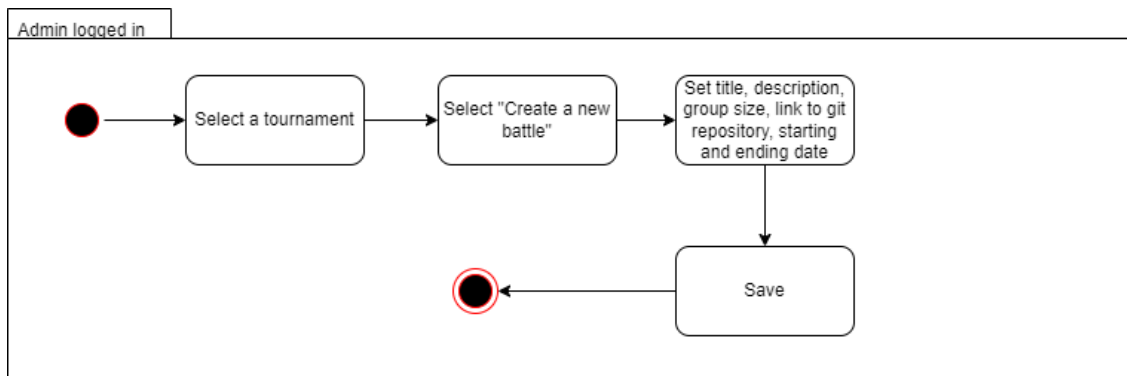 Admin logged in
Select a tournament
Select "Create a new
battle"
Set title, description,
group size, link to git
repository, starting
and ending date
Save